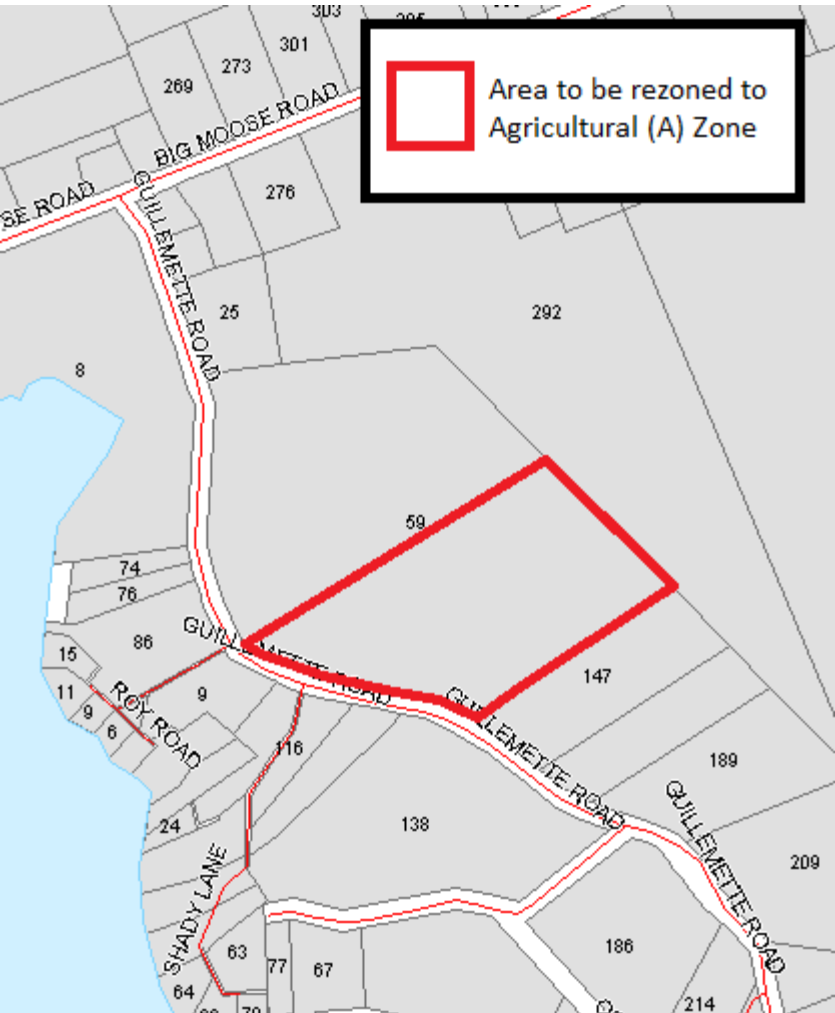 303
301
273
269
Area to be rezoned to
Agricultural (A) Zone
BIG MOOSE ROAD
SE ROAD
GUILLEMETTE ROAD
276
25
292
8
59
74
76
GUILLEMETTE ROAD
86
15
147
11
9
9
6
ROY ROAD
GUILLEMETTE ROAD
116
189
GUILLEMETTE ROAD
24
138
209
SHADY LANE
63
77
67
186
64
214